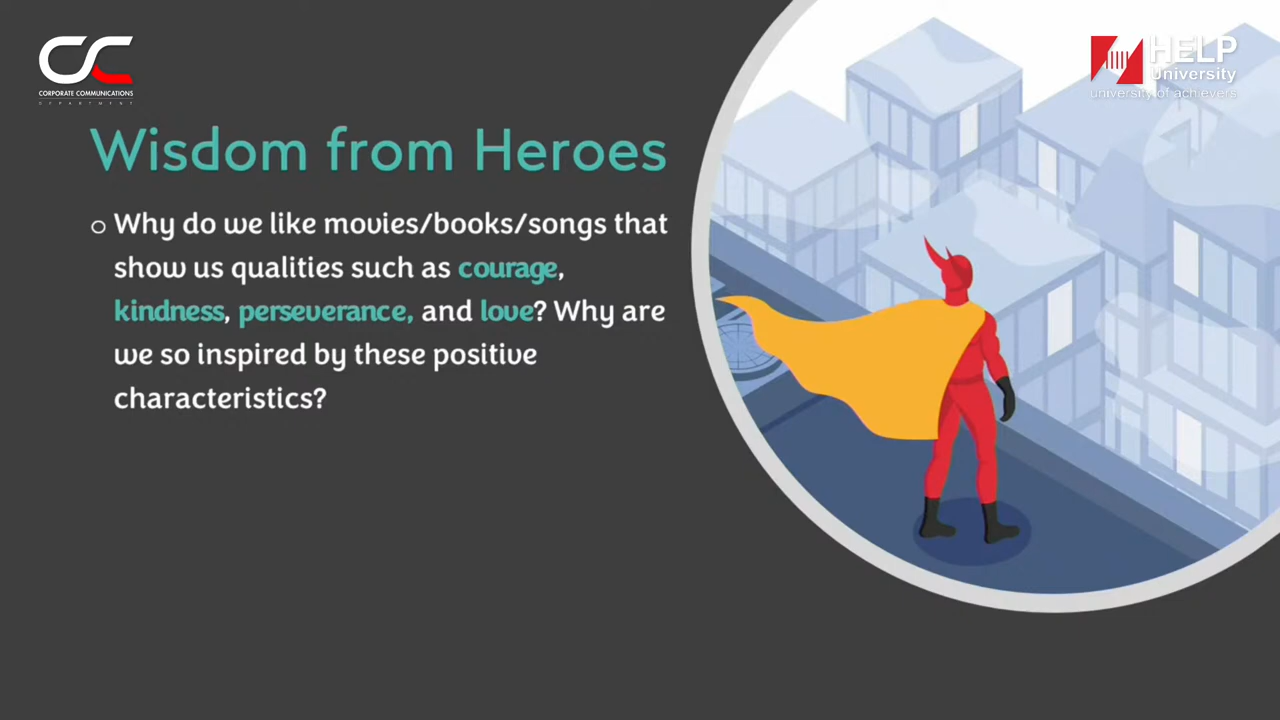 CORPORATE COMMUNICATIONS
DEPARTMENT
HELP
University
university of achievers
Wisdom from Heroes
Why do we like movies/books/songs that
show us qualities such as courage,
kindness, perseverance, and love? Why are
we so inspired by these positive
characteristics?